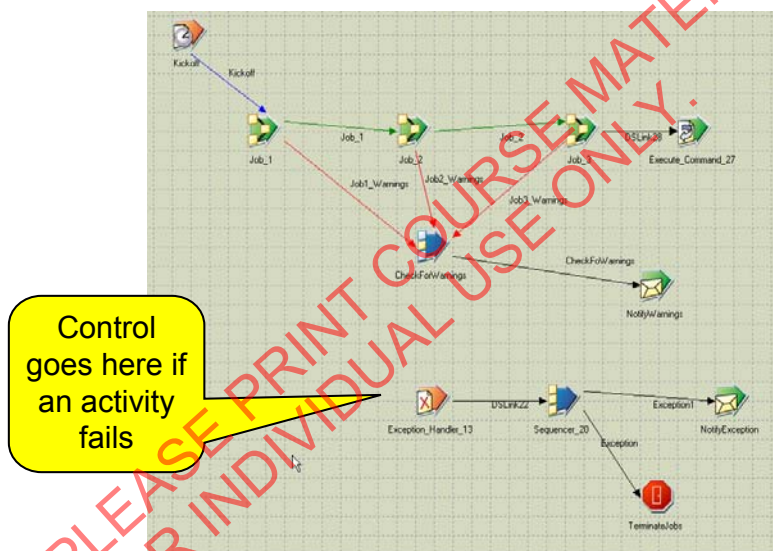 Kickoff
Kickoff
Job_1
Job_1
Job_2
Job_2
Job_3
DSLink28
Execute_Command_27
Job1_Warnings
Job2_Warnings
Job3_Warnings
CheckForWarnings
CheckFoWarnings
NotifyWarnings
Control
goes here if
an activity
fails
Exception_Handler_13
DSLink22
Sequencer_20
Exception1
NotifyException
Exception
TerminateJobs
PLEASE PRINT COURSE MATE
R INDIVIDUAL USE ONLY.